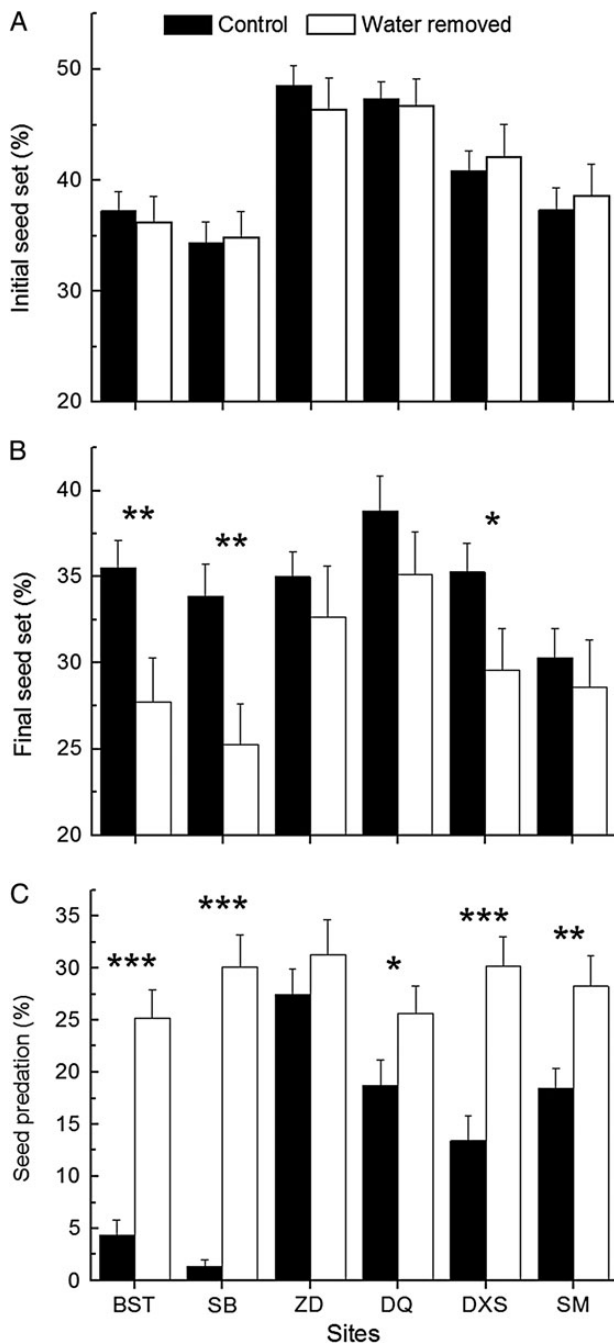 A
Control
Water removed
50
40
30
20
Initial seed set (%)
B
40
35
30
25
20
Final seed set (%)
**
**
*
C
35
30
25
20
15
10
5
0
Seed predation (%)
***
***
*
***
**
BST SB ZD DQ DXS SM
Sites